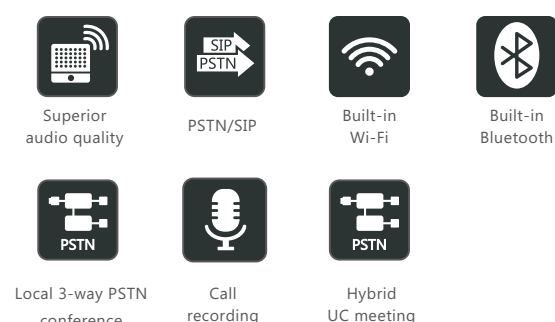 SIP
PSTN
Superior
audio quality
PSTN/SIP
Built-in
Wi-Fi
Built-in
Bluetooth
PSTN
PSTN
Local 3-way PSTN
conference
Call
recording
Hybrid
UC meeting